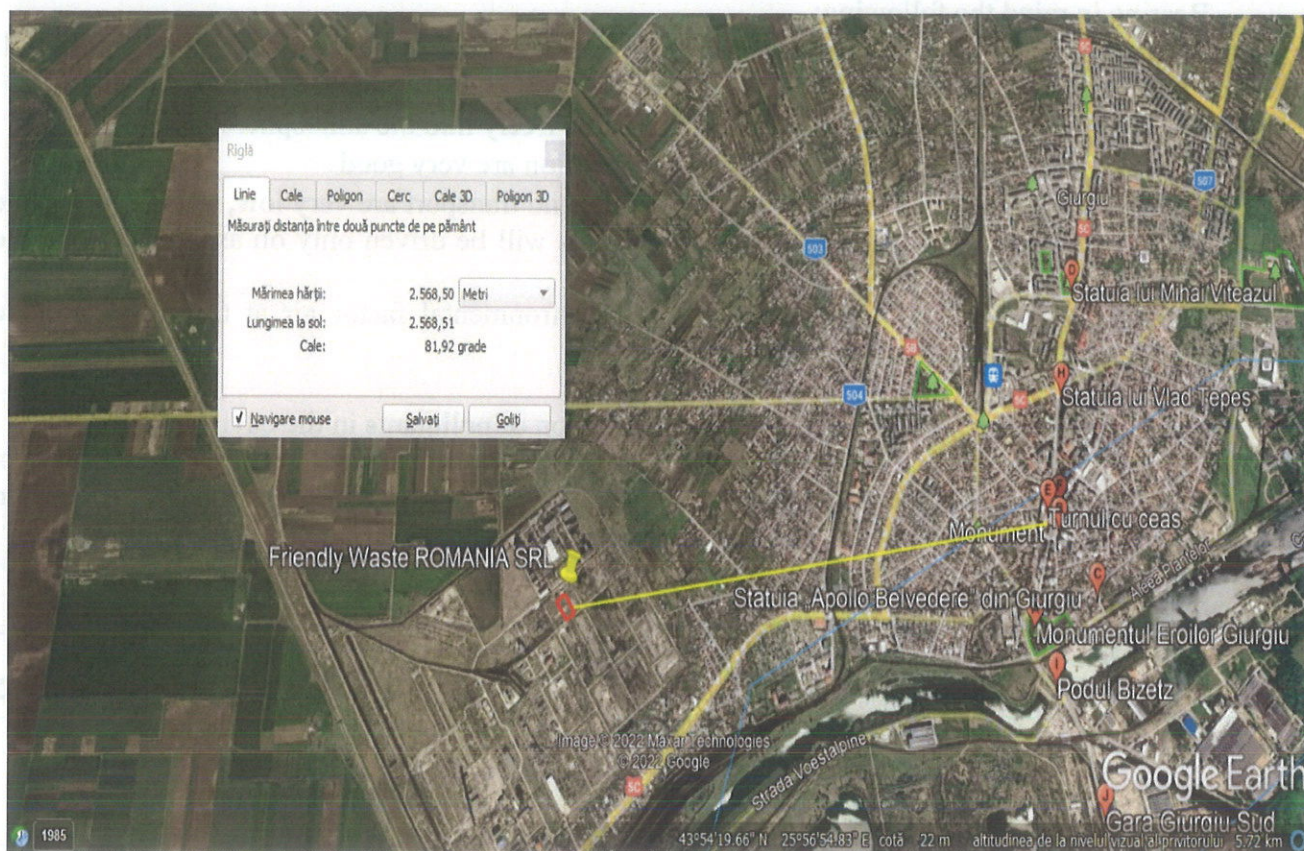 Riglă
Linie Cale Poligon Cerc Cale 3D Poligon 3D
Măsurați distanța între două puncte de pe pământ
Mărimea hărții: 2.568,50 Metri
Lungimea la sol: 2.568,51
Cale: 81,92 grade
Navigare mouse Salvați Goliți
507
Giurgiu
5C
5C
503
D
Statuia lui Mihai Viteazul
5B
504
H
5C
Statuia lui Vlad Tepes
E
Turnul cu ceas
Monument
Friendly Waste ROMANIA SRL
C
Aleea Plantelor
Statuia "Apollo Belvedere" din Giurgiu
Monumentul Eroilor Giurgiu
I
Podul Bizetz
Image © 2022 Maxar Technologies
© 2022 Google
Strada Voestalpine
5C
Google Earth
J
Gara Giurgiu Sud
1985
43°54'19.66" N 25°56'54.83" E cotă 22 m altitudinea de la nivelul vizual al privitorului 5.72 km